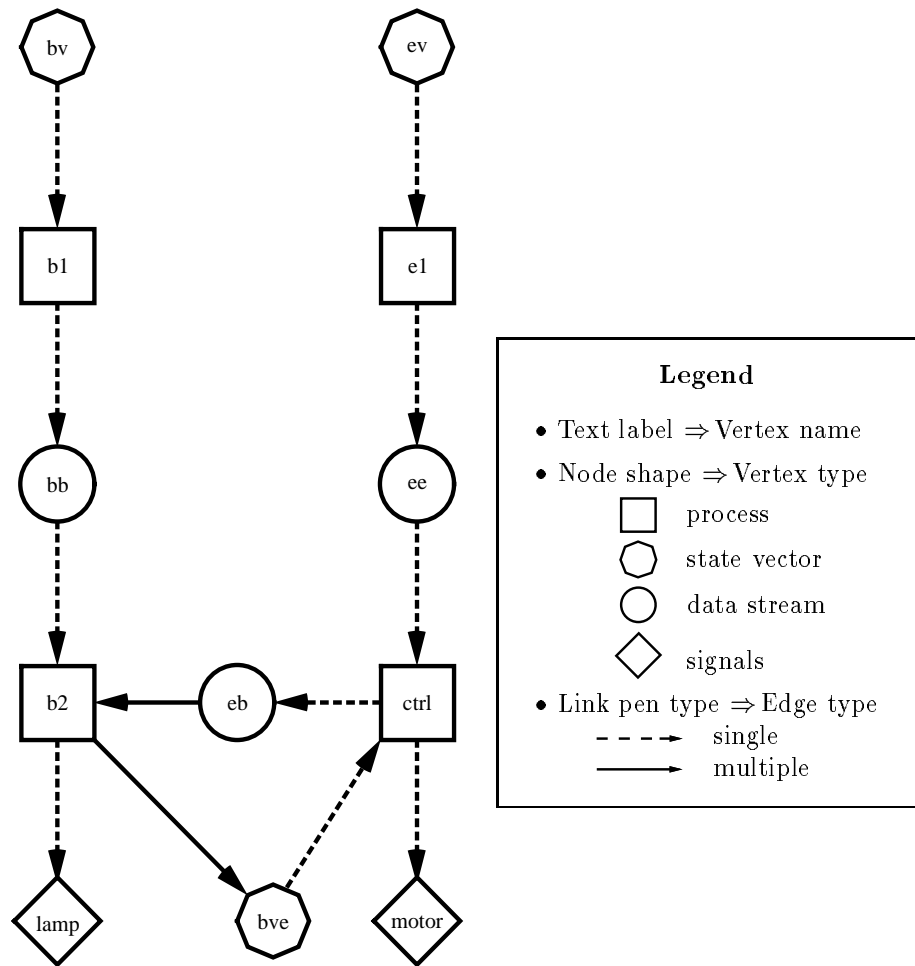 bv
ev
b1
e1
bb
ee
b2
eb
ctrl
lamp
bve
motor
Legend
• Text label ⇒ Vertex name
• Node shape ⇒ Vertex type
process
state vector
data stream
signals
• Link pen type ⇒ Edge type
single
multiple